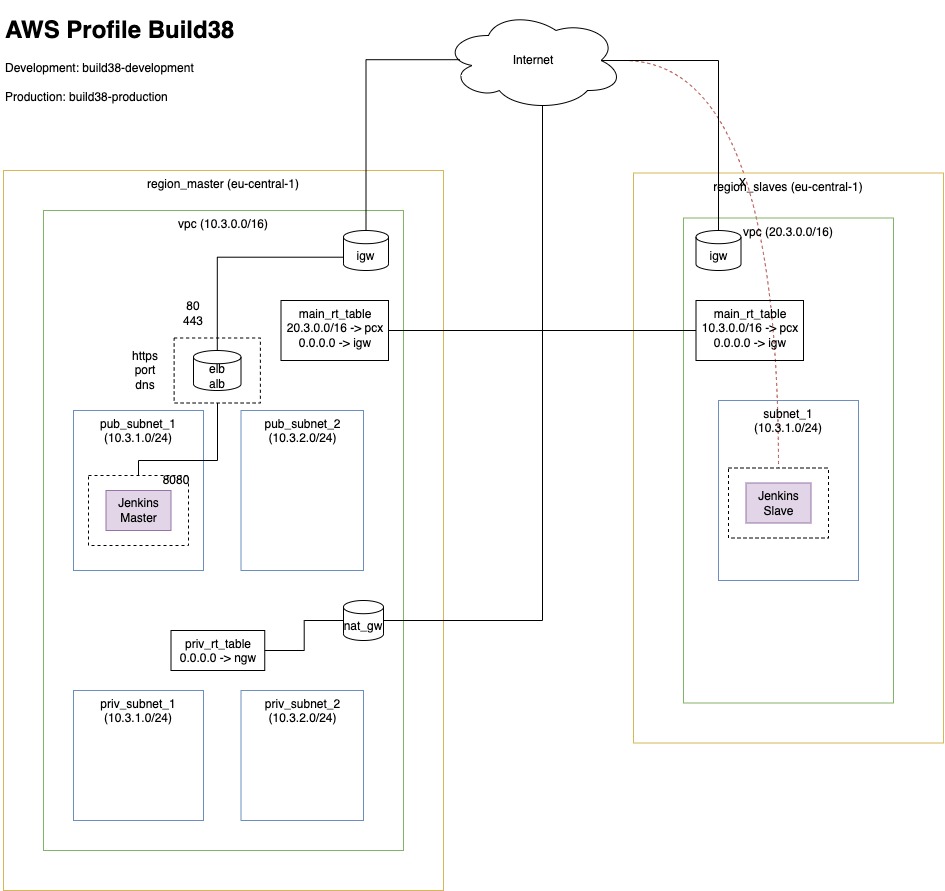 AWS Profile Build38
Development: build38-development
Production: build38-production
Internet
region_master (eu-central-1)
vpc (10.3.0.0/16)
igw
80
443
main_rt_table
20.3.0.0/16 -> pcx
0.0.0.0 -> igw
https
port
dns
elb
alb
pub_subnet_1
(10.3.1.0/24)
pub_subnet_2
(10.3.2.0/24)
8080
Jenkins
Master
nat_gw
priv_rt_table
0.0.0.0 -> ngw
priv_subnet_1
(10.3.1.0/24)
priv_subnet_2
(10.3.2.0/24)
X
region_slaves (eu-central-1)
vpc (20.3.0.0/16)
igw
main_rt_table
10.3.0.0/16 -> pcx
0.0.0.0 -> igw
subnet_1
(10.3.1.0/24)
Jenkins
Slave